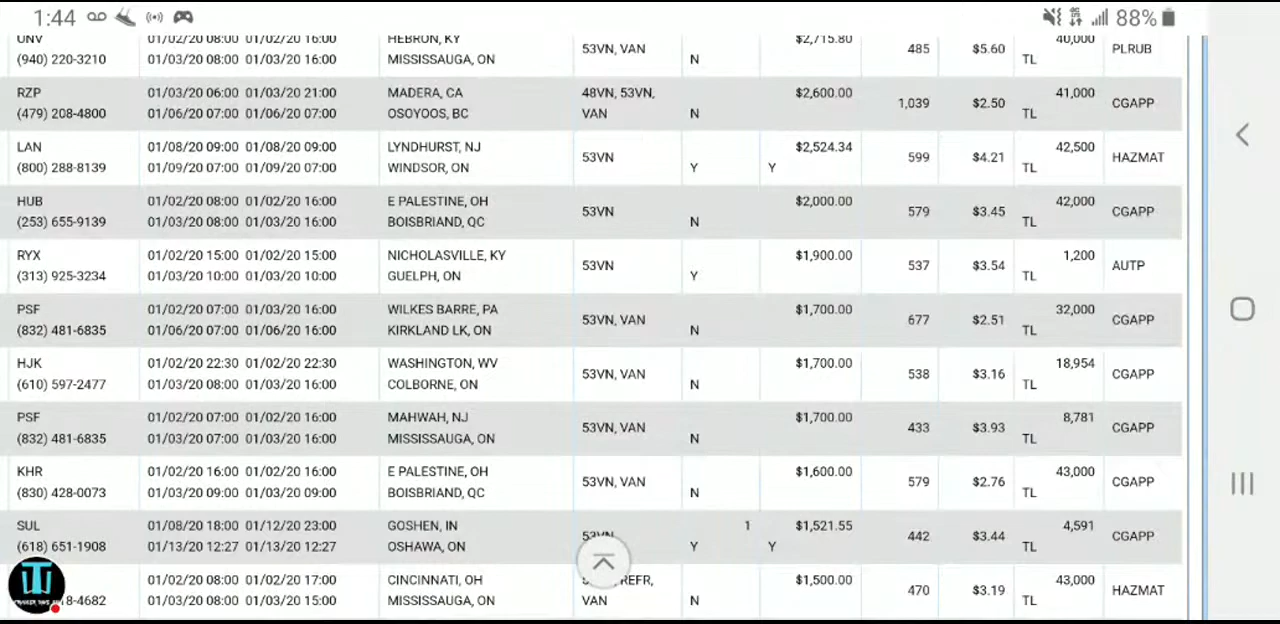 1:44 88%
UNV 01/02/20 08:00 01/02/20 16:00 HEBRON, KY 53VN, VAN $2,715.80 485 $5.60 40,000 PLRUB
(940) 220-3210 01/03/20 08:00 01/03/20 16:00 MISSISSAUGA, ON N TL
RZP 01/03/20 06:00 01/03/20 21:00 MADERA, CA 48VN, 53VN, $2,600.00 1,039 $2.50 41,000 CGAPP
(479) 208-4800 01/06/20 07:00 01/06/20 07:00 OSOYOOS, BC VAN N TL
LAN 01/08/20 09:00 01/08/20 09:00 LYNDHURST, NJ 53VN $2,524.34 599 $4.21 42,500 HAZMAT
(800) 288-8139 01/09/20 07:00 01/09/20 07:00 WINDSOR, ON Y Y TL
HUB 01/02/20 08:00 01/02/20 16:00 E PALESTINE, OH 53VN $2,000.00 579 $3.45 42,000 CGAPP
(253) 655-9139 01/03/20 08:00 01/03/20 16:00 BOISBRIAND, QC N TL
RYX 01/02/20 15:00 01/02/20 15:00 NICHOLASVILLE, KY 53VN $1,900.00 537 $3.54 1,200 AUTP
(313) 925-3234 01/03/20 10:00 01/03/20 10:00 GUELPH, ON Y TL
PSF 01/02/20 07:00 01/03/20 16:00 WILKES BARRE, PA 53VN, VAN $1,700.00 677 $2.51 32,000 CGAPP
(832) 481-6835 01/06/20 07:00 01/06/20 16:00 KIRKLAND LK, ON N TL
HJK 01/02/20 22:30 01/02/20 22:30 WASHINGTON, WV 53VN, VAN $1,700.00 538 $3.16 18,954 CGAPP
(610) 597-2477 01/03/20 08:00 01/03/20 16:00 COLBORNE, ON N TL
PSF 01/02/20 07:00 01/02/20 16:00 MAHWAH, NJ 53VN, VAN $1,700.00 433 $3.93 8,781 CGAPP
(832) 481-6835 01/03/20 07:00 01/03/20 16:00 MISSISSAUGA, ON N TL
KHR 01/02/20 16:00 01/02/20 16:00 E PALESTINE, OH 53VN, VAN $1,600.00 579 $2.76 43,000 CGAPP
(830) 428-0073 01/03/20 09:00 01/03/20 09:00 BOISBRIAND, QC N TL
SUL 01/08/20 18:00 01/12/20 23:00 GOSHEN, IN 53VN 1 $1,521.55 442 $3.44 4,591 CGAPP
(618) 651-1908 01/13/20 12:27 01/13/20 12:27 OSHAWA, ON Y Y TL
01/02/20 08:00 01/02/20 17:00 CINCINNATI, OH REFR, $1,500.00 470 $3.19 43,000 HAZMAT
8-4682 01/03/20 08:00 01/03/20 15:00 MISSISSAUGA, ON VAN N TL